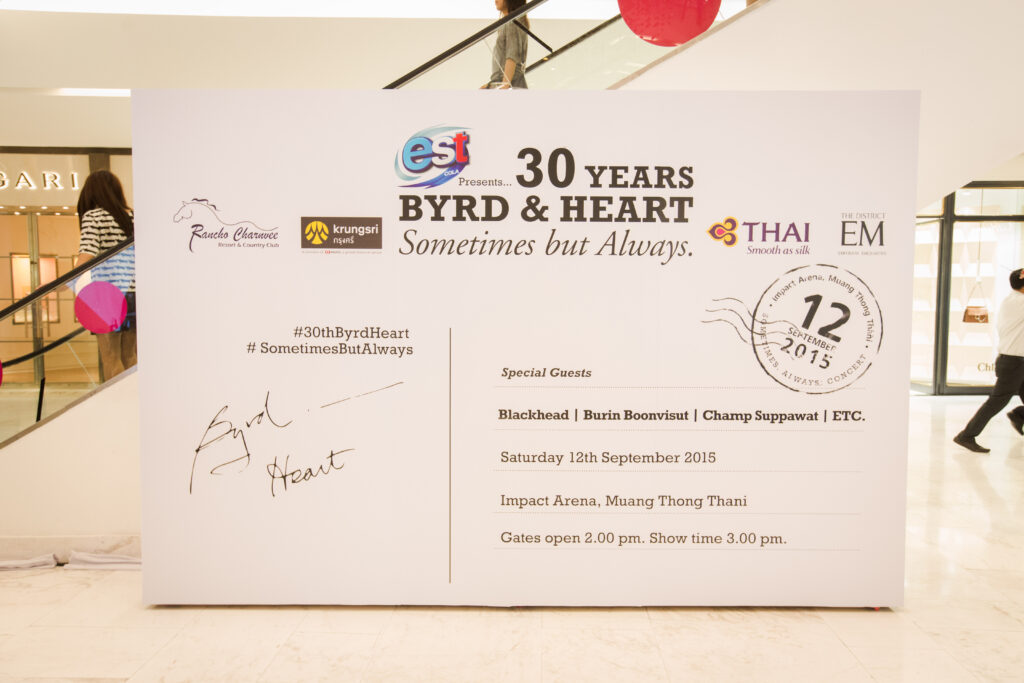 GARI
est
COLA
Presents... 30 YEARS
BYRD & HEART
Sometimes but Always.
Rancho Charnvee
Resort & Country Club
krungsri
กรุงศรี
THAI
Smooth as silk
THE DISTRICT
EM
#30thByrdHeart
# SometimesButAlways
Byrd
Heart
• Impact Arena, Muang Thong Thani •
12
SEPTEMBER
2015
SOMETIMES. ALWAYS. CONCERT
Special Guests
Blackhead | Burin Boonvisut | Champ Suppawat | ETC.
Saturday 12th September 2015
Impact Arena, Muang Thong Thani
Gates open 2.00 pm. Show time 3.00 pm.